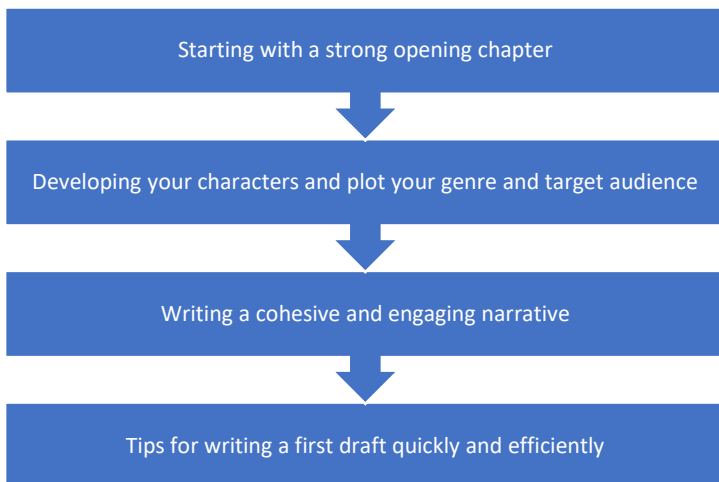 Starting with a strong opening chapter
Developing your characters and plot your genre and target audience
Writing a cohesive and engaging narrative
Tips for writing a first draft quickly and efficiently